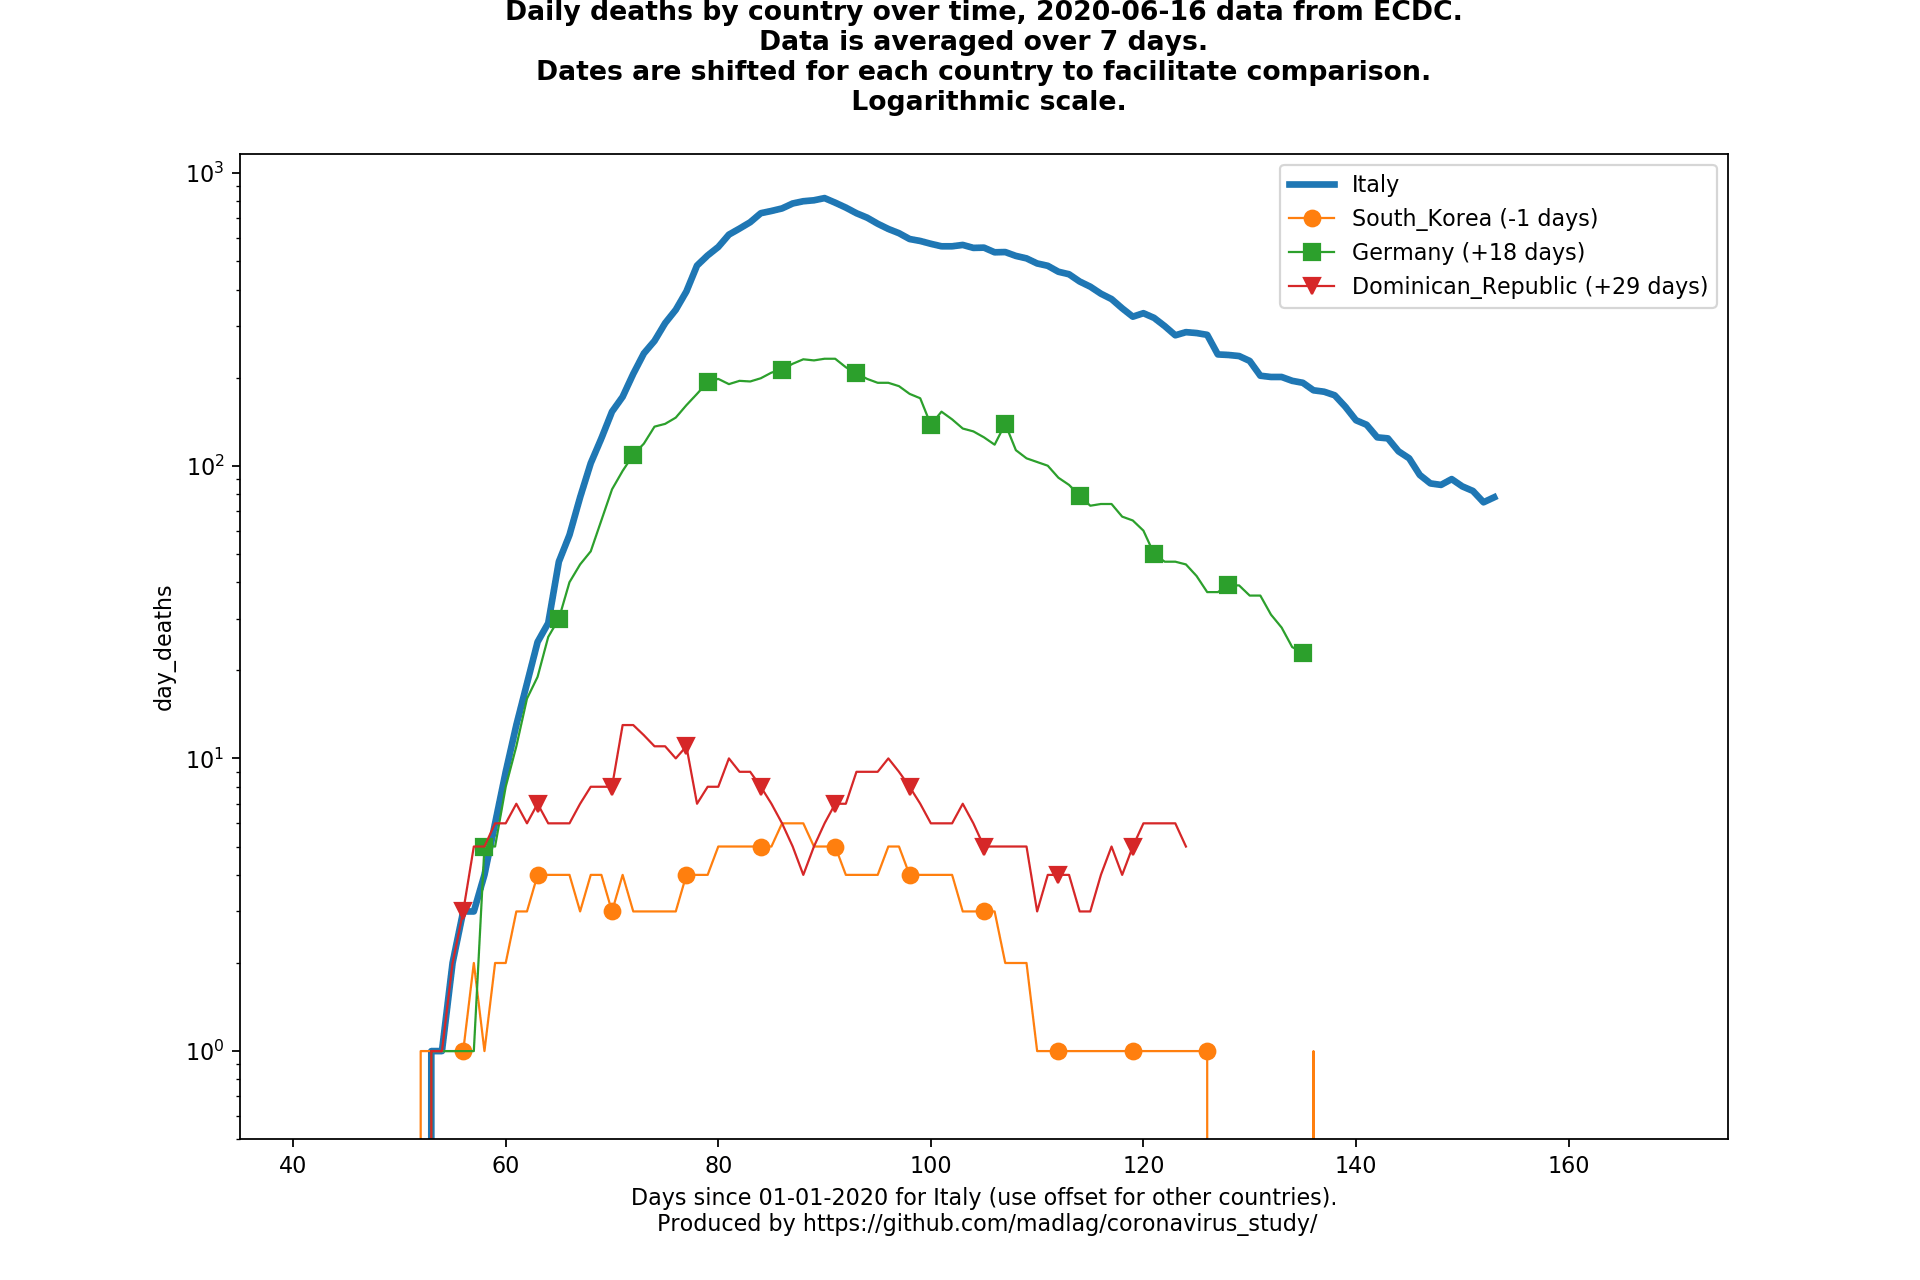 Daily deaths by country over time, 2020-06-16 data from ECDC.
Data is averaged over 7 days.
Dates are shifted for each country to facilitate comparison.
Logarithmic scale.
10³
10²
10¹
10⁰
day_deaths
Italy
South_Korea (-1 days)
Germany (+18 days)
Dominican_Republic (+29 days)
40 60 80 100 120 140 160
Days since 01-01-2020 for Italy (use offset for other countries).
Produced by https://github.com/madlag/coronavirus_study/